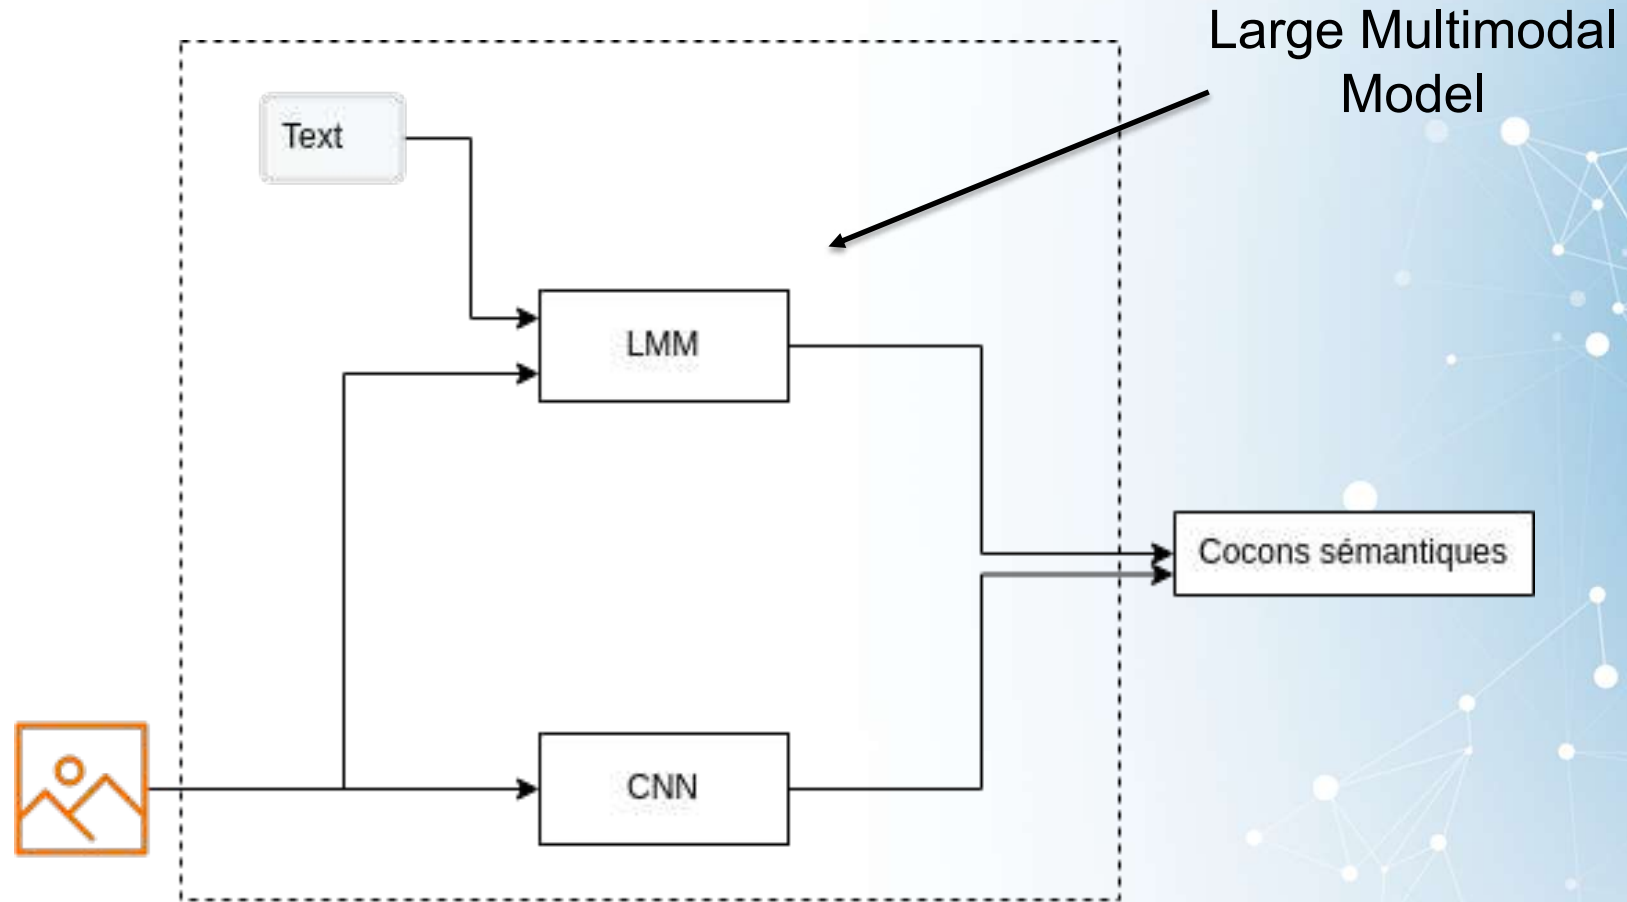 Large Multimodal
Model
Text
LMM
Cocons sémantiques
CNN